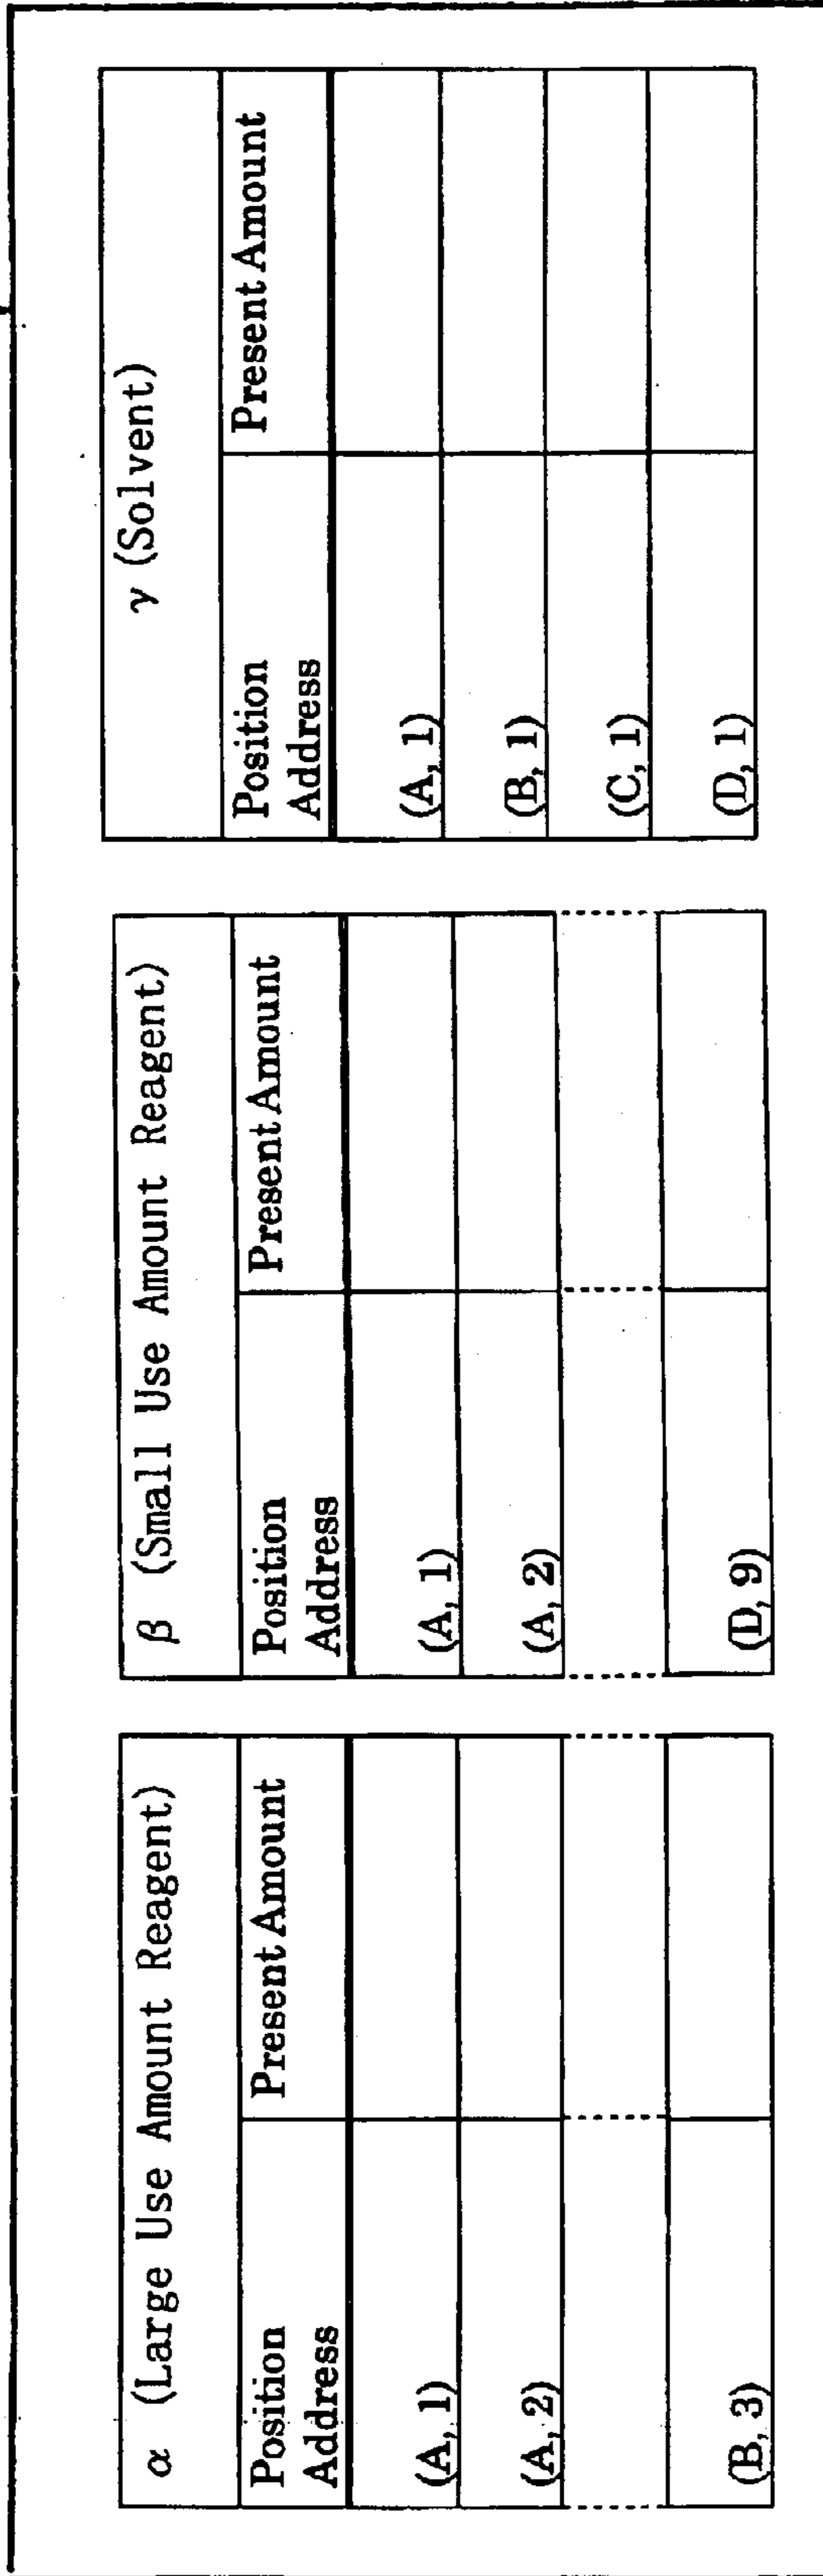 α (Large Use Amount Reagent)
Position Address
Present Amount
(A, 1)
(A, 2)
(B, 3)
β (Small Use Amount Reagent)
Position Address
Present Amount
(A, 1)
(A, 2)
(D, 9)
γ (Solvent)
Position Address
Present Amount
(A, 1)
(B, 1)
(C, 1)
(D, 1)